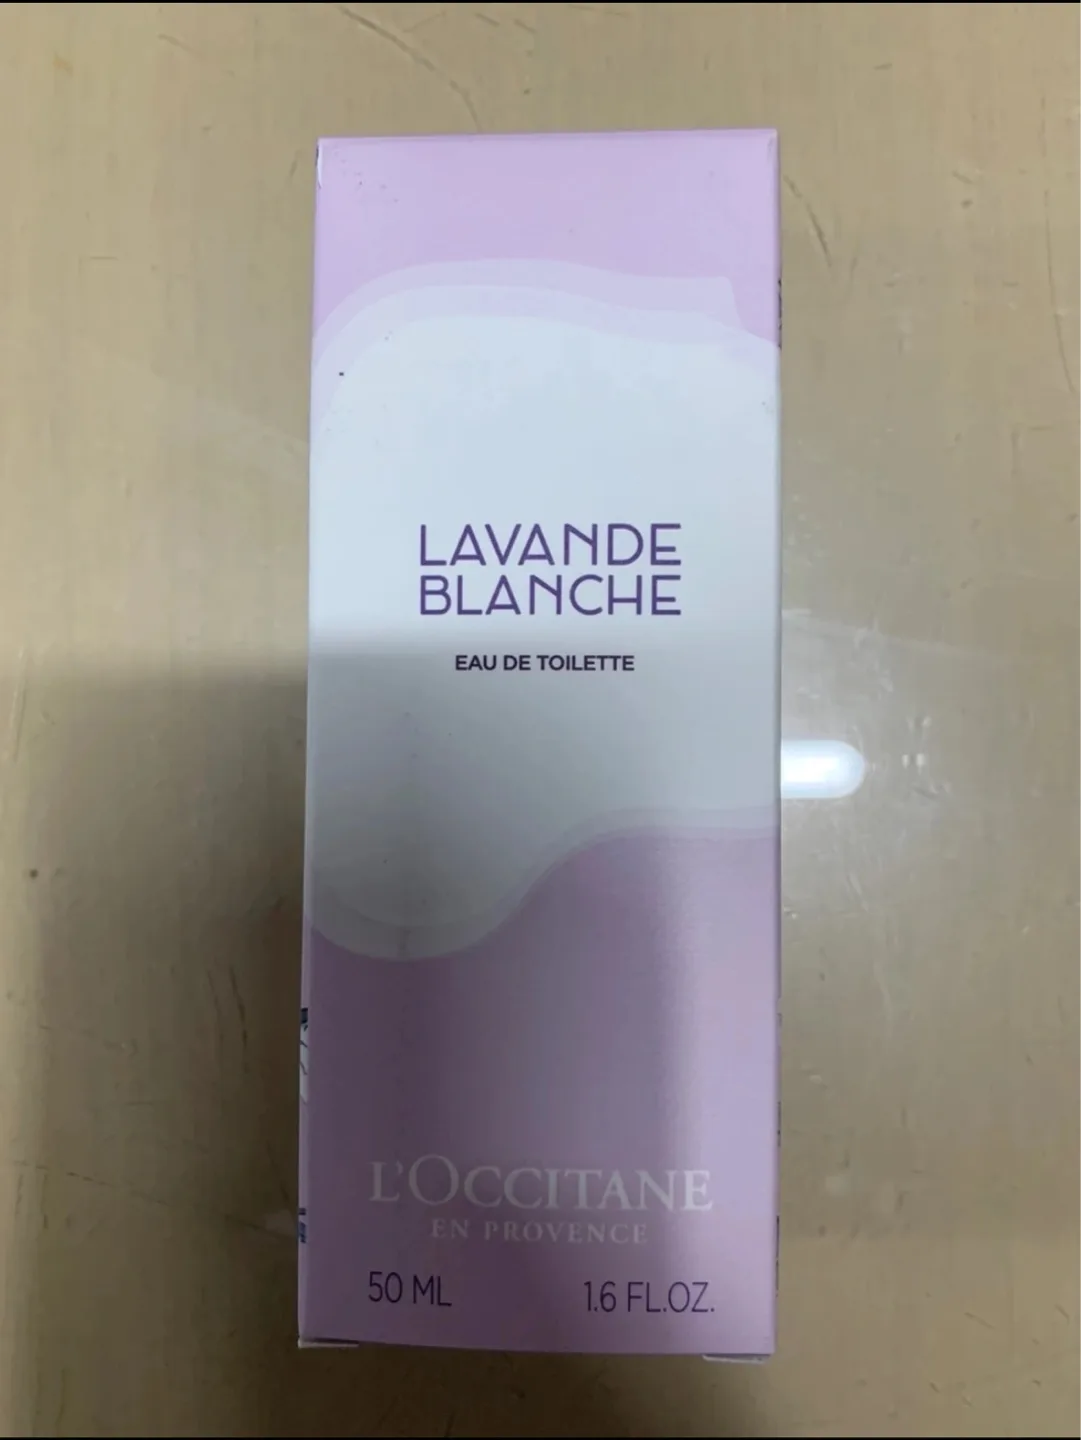 LAVANDE
BLANCHE
EAU DE TOILETTE
L'OCCITANE
EN PROVENCE
50 ML 1.6 FL.OZ.